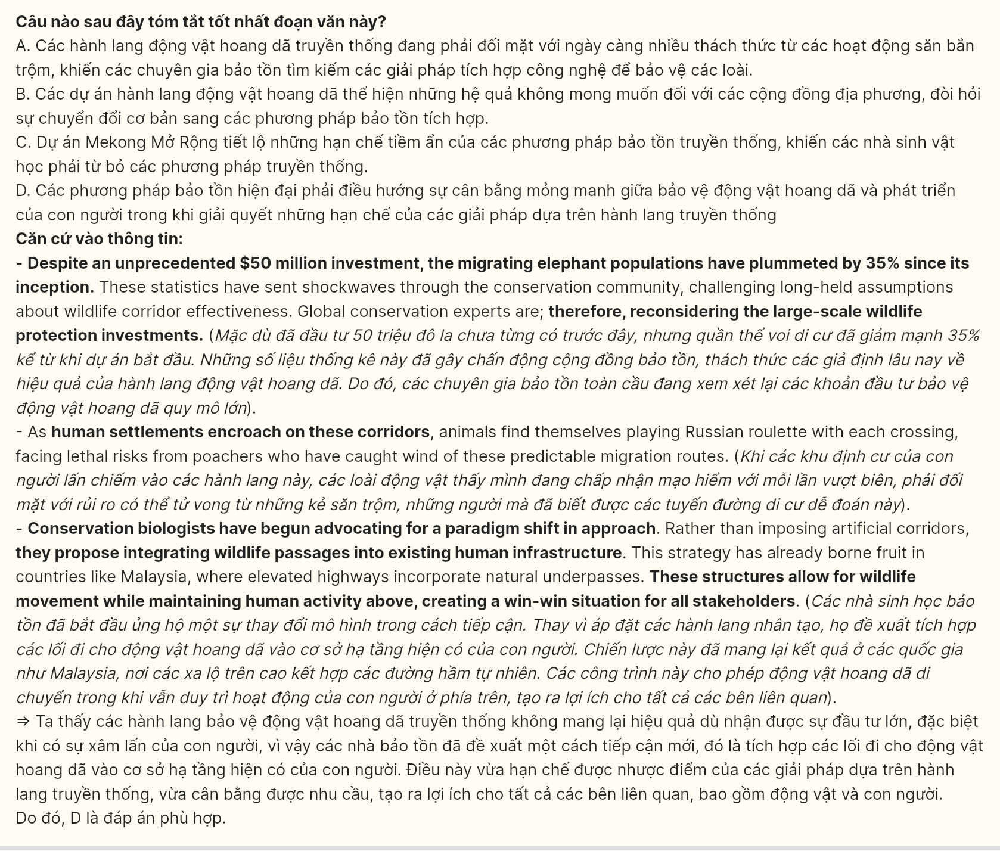 Câu nào sau đây tóm tắt tốt nhất đoạn văn này?
A. Các hành lang động vật hoang dã truyền thống đang phải đối mặt với ngày càng nhiều thách thức từ các hoạt động săn bắn
trộm, khiến các chuyên gia bảo tồn tìm kiếm các giải pháp tích hợp công nghệ để bảo vệ các loài.
B. Các dự án hành lang động vật hoang dã thể hiện những hệ quả không mong muốn đối với các cộng đồng địa phương, đòi hỏi
sự chuyển đổi cơ bản sang các phương pháp bảo tồn tích hợp.
C. Dự án Mekong Mở Rộng tiết lộ những hạn chế tiềm ẩn của các phương pháp bảo tồn truyền thống, khiến các nhà sinh vật
học phải từ bỏ các phương pháp truyền thống.
D. Các phương pháp bảo tồn hiện đại phải điều hướng sự cân bằng mỏng manh giữa bảo vệ động vật hoang dã và phát triển
của con người trong khi giải quyết những hạn chế của các giải pháp dựa trên hành lang truyền thống
Căn cứ vào thông tin:
- Despite an unprecedented $50 million investment, the migrating elephant populations have plummeted by 35% since its
inception. These statistics have sent shockwaves through the conservation community, challenging long-held assumptions
about wildlife corridor effectiveness. Global conservation experts are; therefore, reconsidering the large-scale wildlife
protection investments. (Mặc dù đã đầu tư 50 triệu đô la chưa từng có trước đây, nhưng quần thể voi di cư đã giảm mạnh 35%
kể từ khi dự án bắt đầu. Những số liệu thống kê này đã gây chấn động cộng đồng bảo tồn, thách thức các giả định lâu nay về
hiệu quả của hành lang động vật hoang dã. Do đó, các chuyên gia bảo tồn toàn cầu đang xem xét lại các khoản đầu tư bảo vệ
động vật hoang dã quy mô lớn).
- As human settlements encroach on these corridors, animals find themselves playing Russian roulette with each crossing,
facing lethal risks from poachers who have caught wind of these predictable migration routes. (Khi các khu định cư của con
người lấn chiếm vào các hành lang này, các loài động vật thấy mình đang chấp nhận mạo hiểm với mỗi lần vượt biên, phải đối
mặt với rủi ro có thể tử vong từ những kẻ săn trộm, những người mà đã biết được các tuyến đường di cư dễ đoán này).
- Conservation biologists have begun advocating for a paradigm shift in approach. Rather than imposing artificial corridors,
they propose integrating wildlife passages into existing human infrastructure. This strategy has already borne fruit in
countries like Malaysia, where elevated highways incorporate natural underpasses. These structures allow for wildlife
movement while maintaining human activity above, creating a win-win situation for all stakeholders. (Các nhà sinh học bảo
tồn đã bắt đầu ủng hộ một sự thay đổi mô hình trong cách tiếp cận. Thay vì áp đặt các hành lang nhân tạo, họ đề xuất tích hợp
các lối đi cho động vật hoang dã vào cơ sở hạ tầng hiện có của con người. Chiến lược này đã mang lại kết quả ở các quốc gia
như Malaysia, nơi các xa lộ trên cao kết hợp các đường hầm tự nhiên. Các công trình này cho phép động vật hoang dã di
chuyển trong khi vẫn duy trì hoạt động của con người ở phía trên, tạo ra lợi ích cho tất cả các bên liên quan).
⇒ Ta thấy các hành lang bảo vệ động vật hoang dã truyền thống không mang lại hiệu quả dù nhận được sự đầu tư lớn, đặc biệt
khi có sự xâm lấn của con người, vì vậy các nhà bảo tồn đã đề xuất một cách tiếp cận mới, đó là tích hợp các lối đi cho động vật
hoang dã vào cơ sở hạ tầng hiện có của con người. Điều này vừa hạn chế được nhược điểm của các giải pháp dựa trên hành
lang truyền thống, vừa cân bằng được nhu cầu, tạo ra lợi ích cho tất cả các bên liên quan, bao gồm động vật và con người.
Do đó, D là đáp án phù hợp.